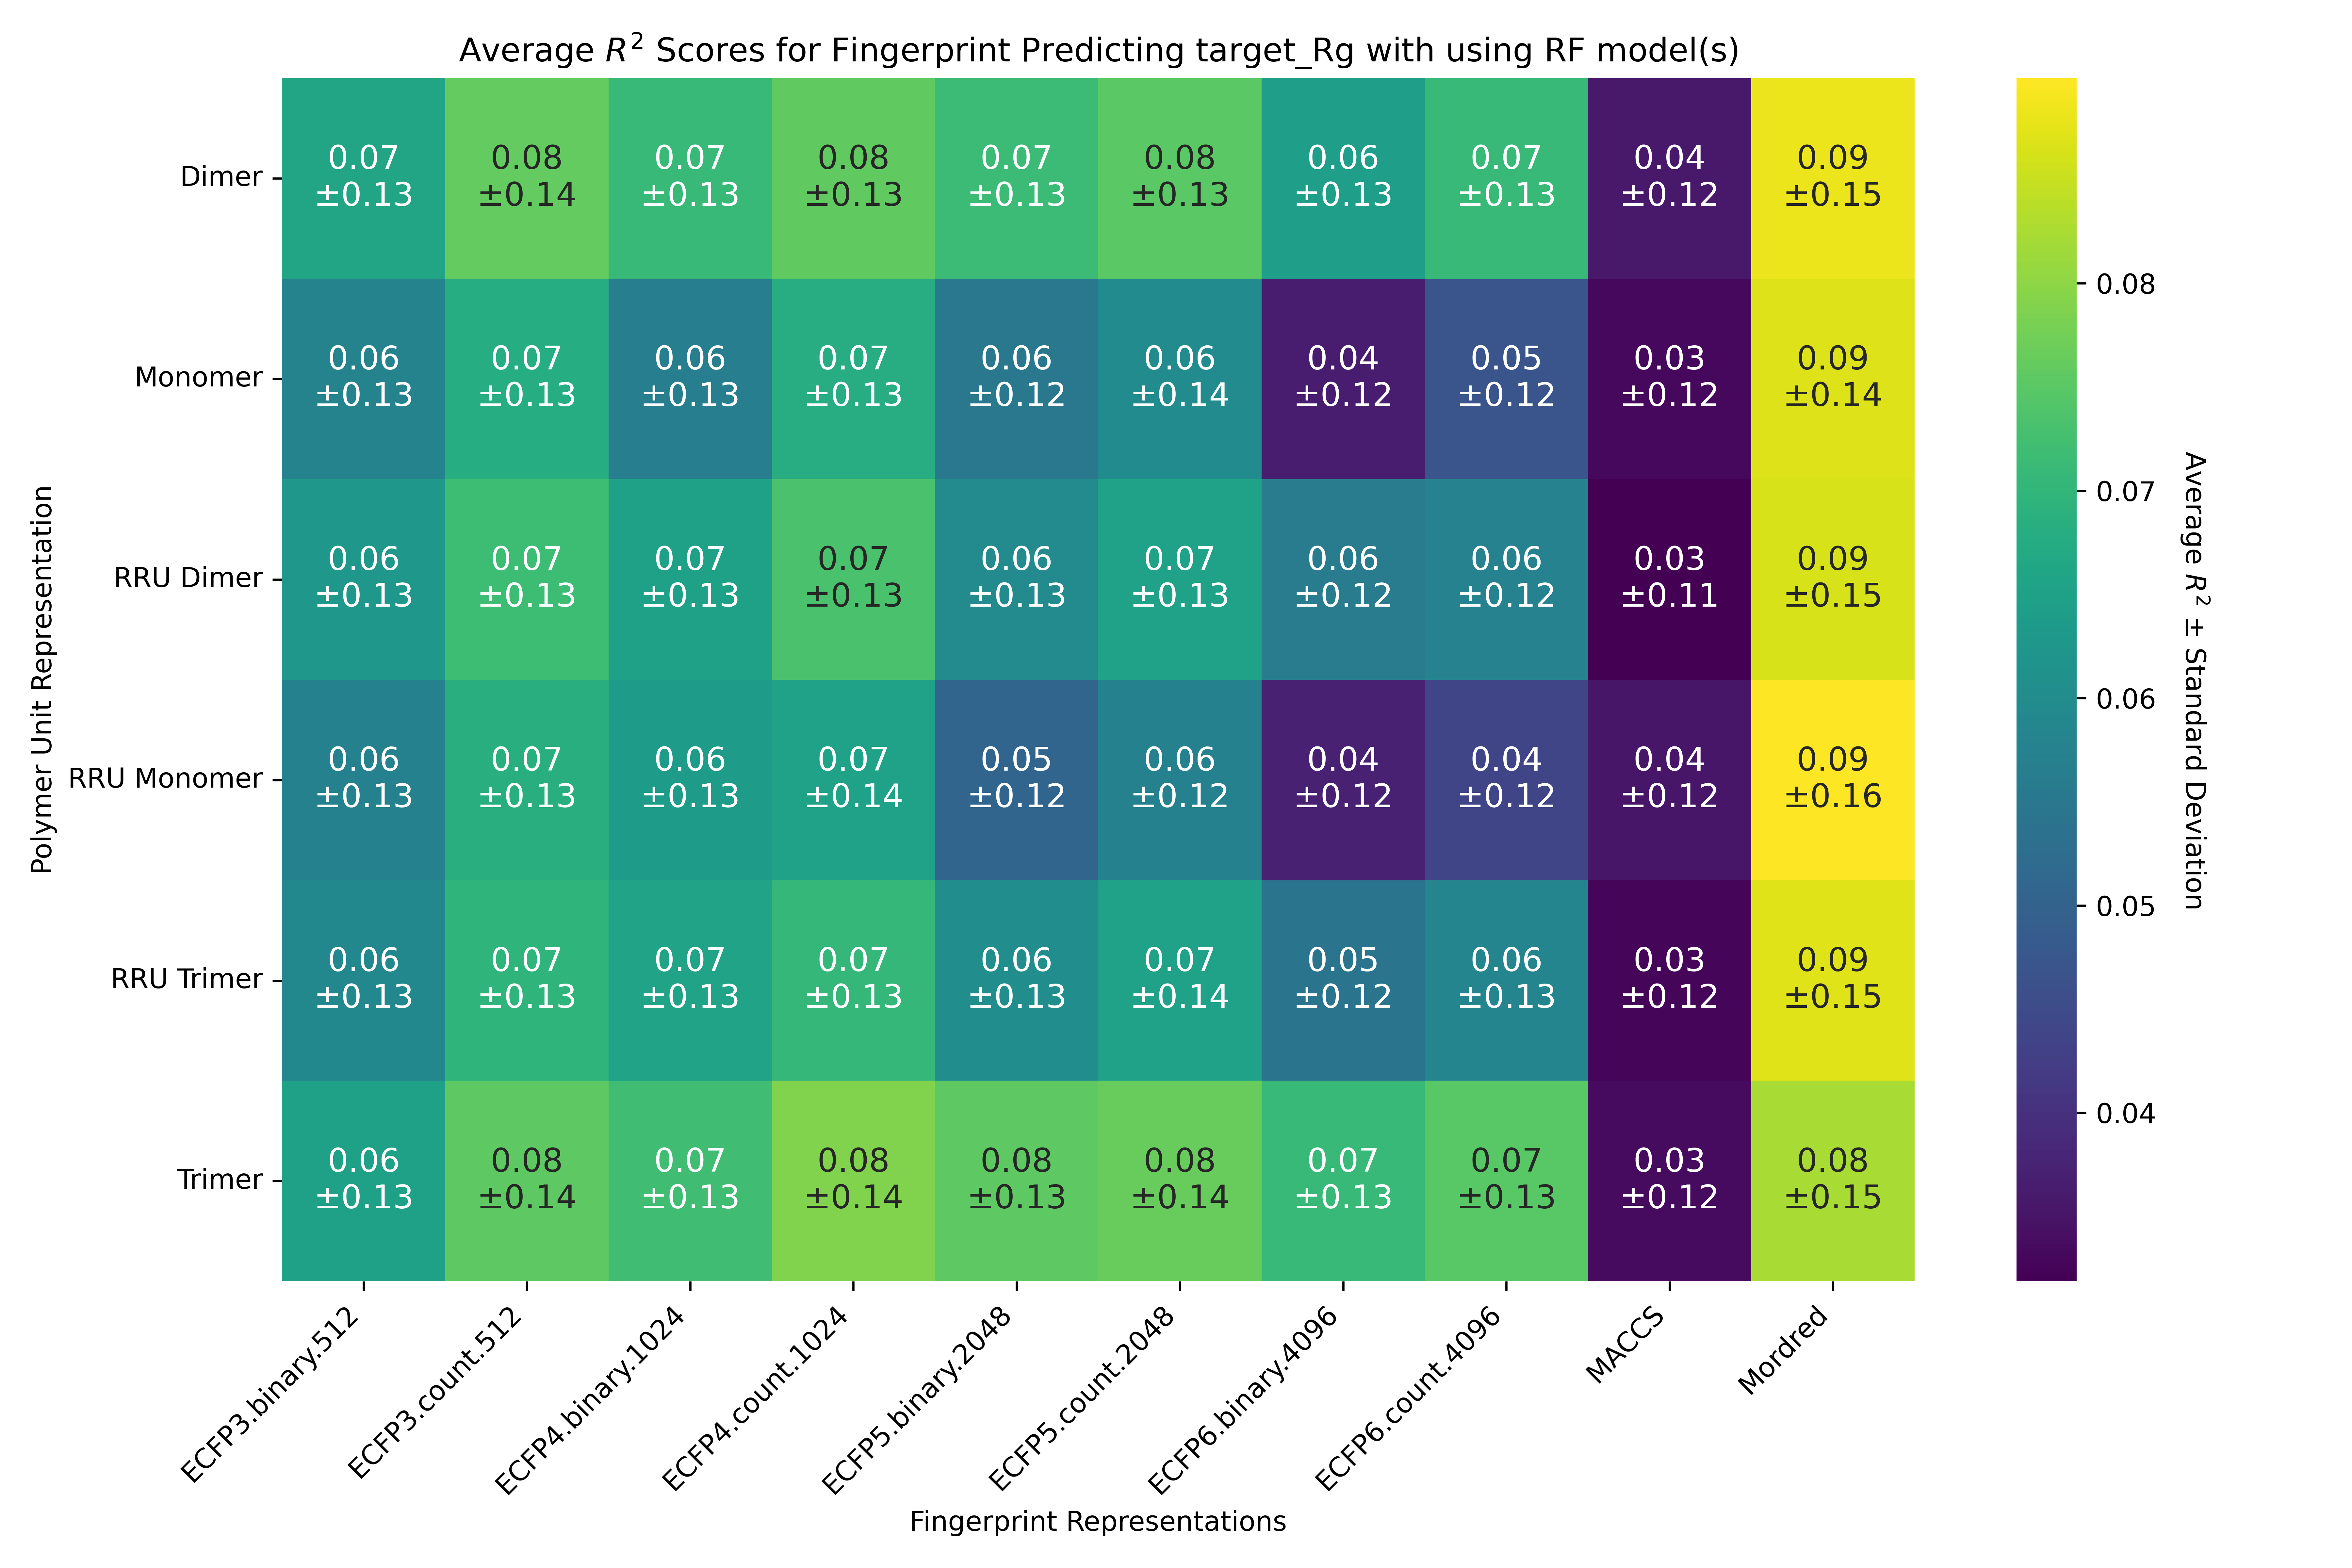 Average R² Scores for Fingerprint Predicting target_Rg with using RF model(s)
Polymer Unit Representation
Dimer
0.07 0.08 0.07 0.08 0.07 0.08 0.06 0.07 0.04 0.09
±0.13 ±0.14 ±0.13 ±0.13 ±0.13 ±0.13 ±0.13 ±0.13 ±0.12 ±0.15
Monomer
0.06 0.07 0.06 0.07 0.06 0.06 0.04 0.05 0.03 0.09
±0.13 ±0.13 ±0.13 ±0.13 ±0.12 ±0.14 ±0.12 ±0.12 ±0.12 ±0.14
RRU Dimer
0.06 0.07 0.07 0.07 0.06 0.07 0.06 0.06 0.03 0.09
±0.13 ±0.13 ±0.13 ±0.13 ±0.13 ±0.13 ±0.12 ±0.12 ±0.11 ±0.15
RRU Monomer
0.06 0.07 0.06 0.07 0.05 0.06 0.04 0.04 0.04 0.09
±0.13 ±0.13 ±0.13 ±0.14 ±0.12 ±0.12 ±0.12 ±0.12 ±0.12 ±0.16
RRU Trimer
0.06 0.07 0.07 0.07 0.06 0.07 0.05 0.06 0.03 0.09
±0.13 ±0.13 ±0.13 ±0.13 ±0.13 ±0.14 ±0.12 ±0.13 ±0.12 ±0.15
Trimer
0.06 0.08 0.07 0.08 0.08 0.08 0.07 0.07 0.03 0.08
±0.13 ±0.14 ±0.13 ±0.14 ±0.13 ±0.14 ±0.13 ±0.13 ±0.12 ±0.15
ECFP3.binary.512
ECFP3.count.512
ECFP4.binary.1024
ECFP4.count.1024
ECFP5.binary.2048
ECFP5.count.2048
ECFP6.binary.4096
ECFP6.count.4096
MACCS
Mordred
Fingerprint Representations
0.08
0.07
0.06
0.05
0.04
Average R² ± Standard Deviation